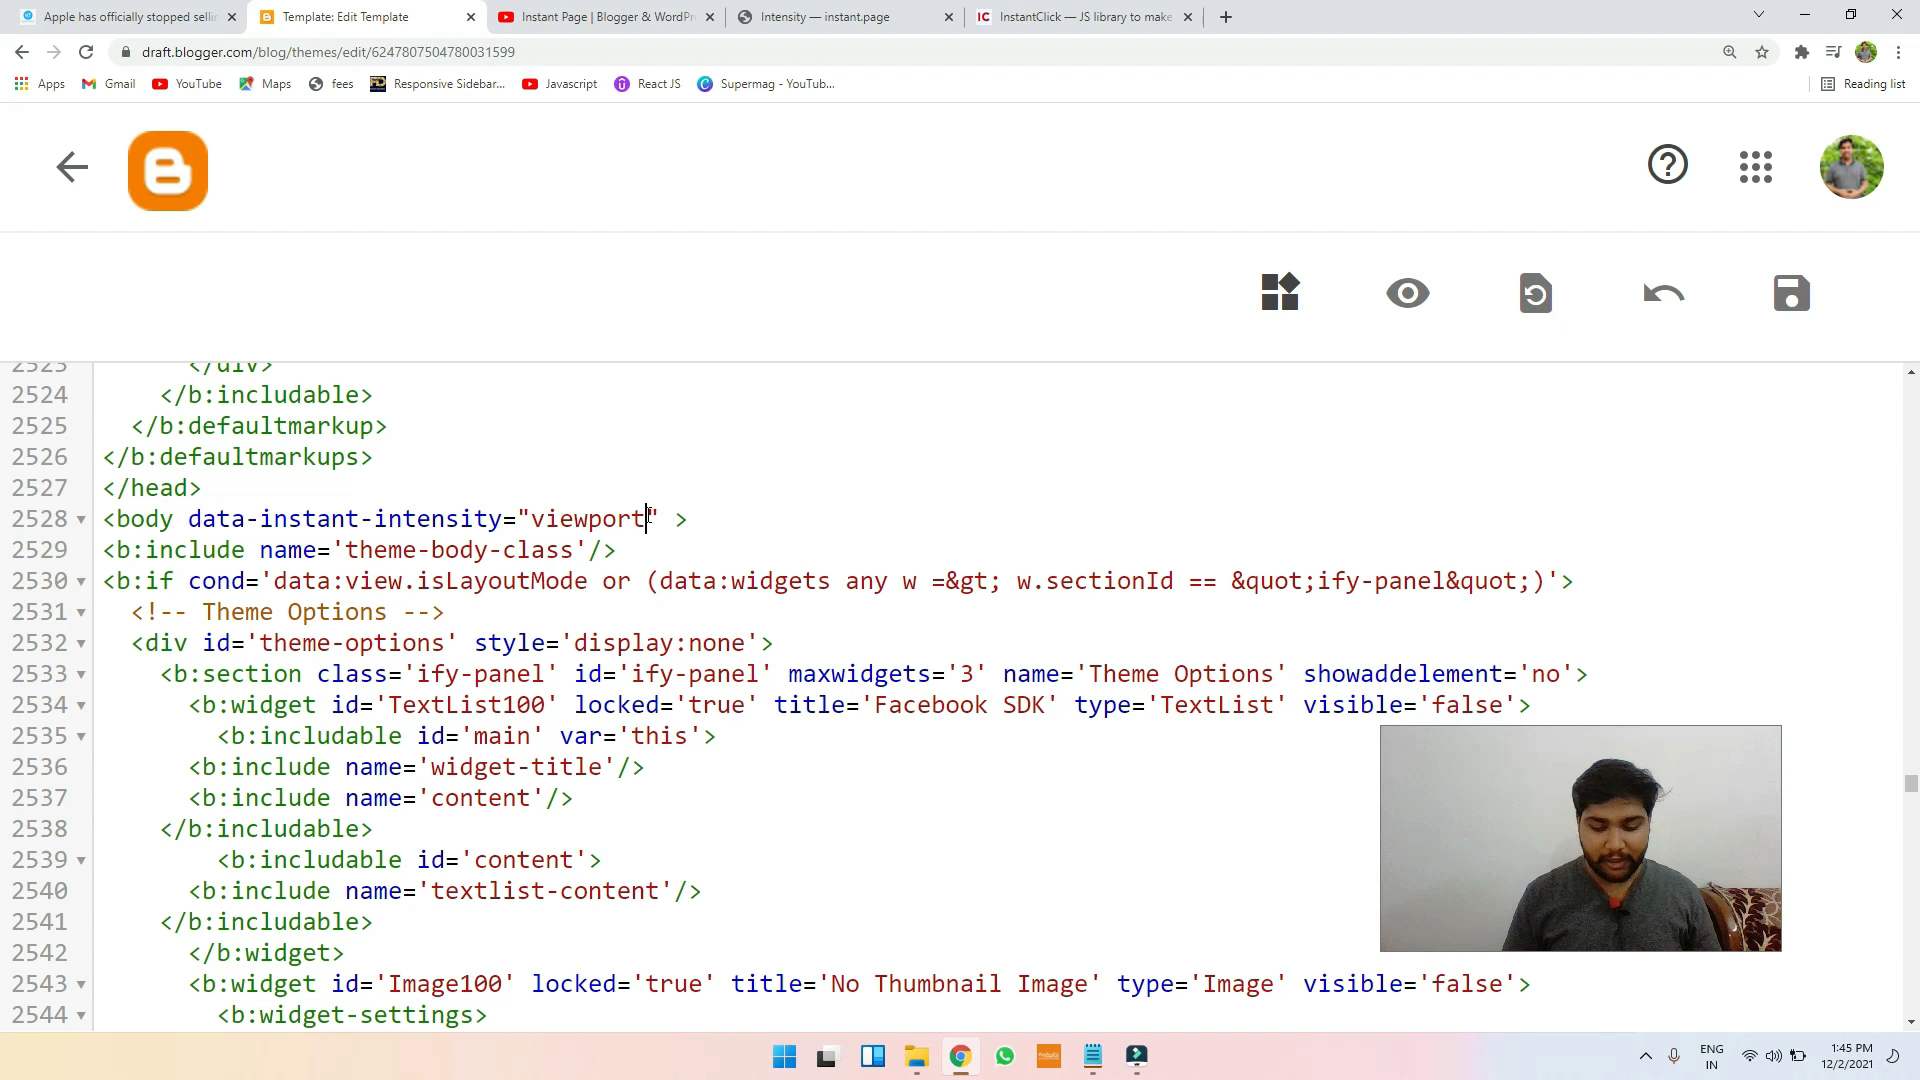 Apple has officially stopped selli
Template: Edit Template
Instant Page | Blogger & WordPr
Intensity — instant.page
InstantClick — JS library to make
draft.blogger.com/blog/themes/edit/6247807504780031599
Apps
Gmail
YouTube
Maps
fees
Responsive Sidebar...
Javascript
React JS
Supermag - YouTub...
Reading list
2523 </div>
2524 </b:includable>
2525 </b:defaultmarkup>
2526 </b:defaultmarkups>
2527 </head>
2528 <body data-instant-intensity="viewport" >
2529 <b:include name='theme-body-class'/>
2530 <b:if cond='data:view.isLayoutMode or (data:widgets any w =&gt; w.sectionId == &quot;ify-panel&quot;)'>
2531 <!-- Theme Options -->
2532 <div id='theme-options' style='display:none'>
2533 <b:section class='ify-panel' id='ify-panel' maxwidgets='3' name='Theme Options' showaddelement='no'>
2534 <b:widget id='TextList100' locked='true' title='Facebook SDK' type='TextList' visible='false'>
2535 <b:includable id='main' var='this'>
2536 <b:include name='widget-title'/>
2537 <b:include name='content'/>
2538 </b:includable>
2539 <b:includable id='content'>
2540 <b:include name='textlist-content'/>
2541 </b:includable>
2542 </b:widget>
2543 <b:widget id='Image100' locked='true' title='No Thumbnail Image' type='Image' visible='false'>
2544 <b:widget-settings>
ENG
IN
1:45 PM
12/2/2021